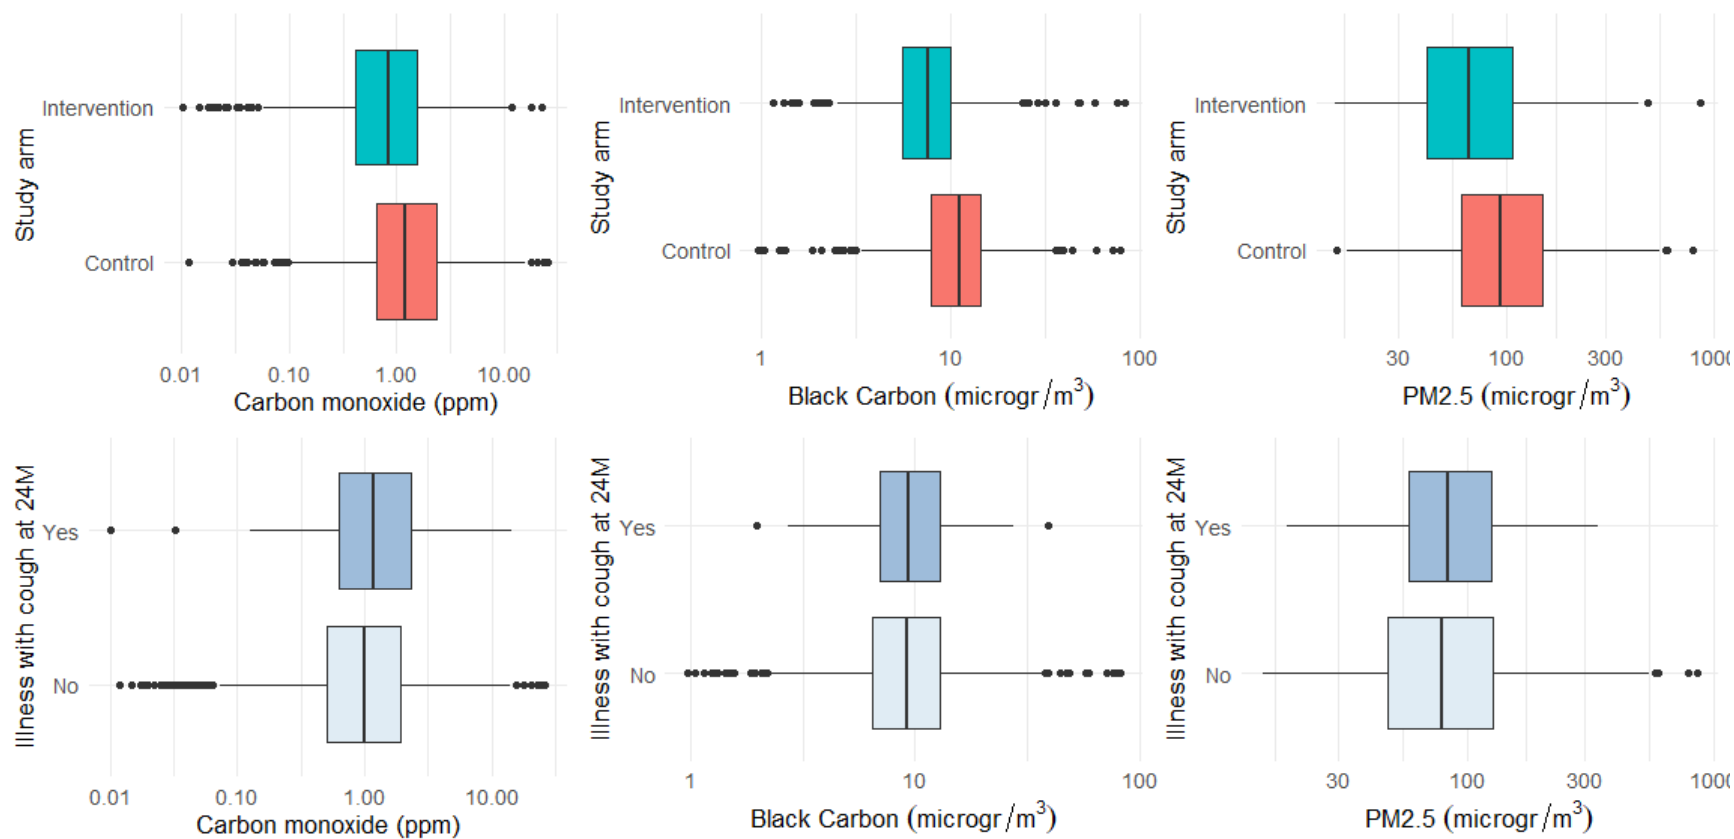 Study arm
Intervention
Control
0.01 0.10 1.00 10.00
Carbon monoxide (ppm)
Study arm
Intervention
Control
1 10 100
Black Carbon (microgr/m³)
Study arm
Intervention
Control
30 100 300 1000
PM2.5 (microgr/m³)
Illness with cough at 24M
Yes
No
0.01 0.10 1.00 10.00
Carbon monoxide (ppm)
Illness with cough at 24M
Yes
No
1 10 100
Black Carbon (microgr/m³)
Illness with cough at 24M
Yes
No
30 100 300 1000
PM2.5 (microgr/m³)